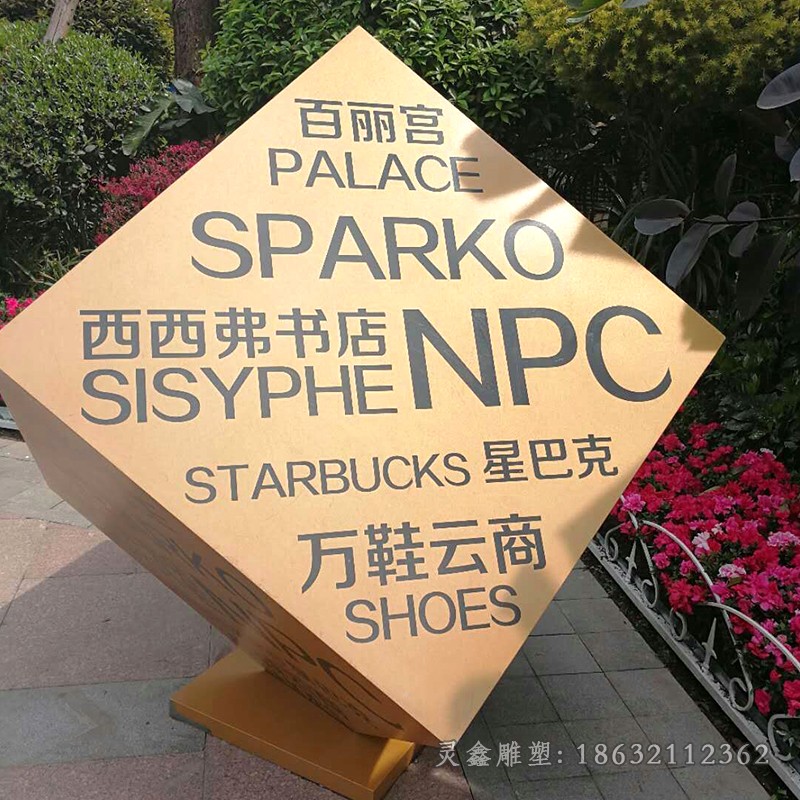 百丽宫
PALACE
SPARKO
西西弗书店
SISYPHE
NPC
STARBUCKS 星巴克
万鞋云商
SHOES
灵鑫雕塑: 18632112362